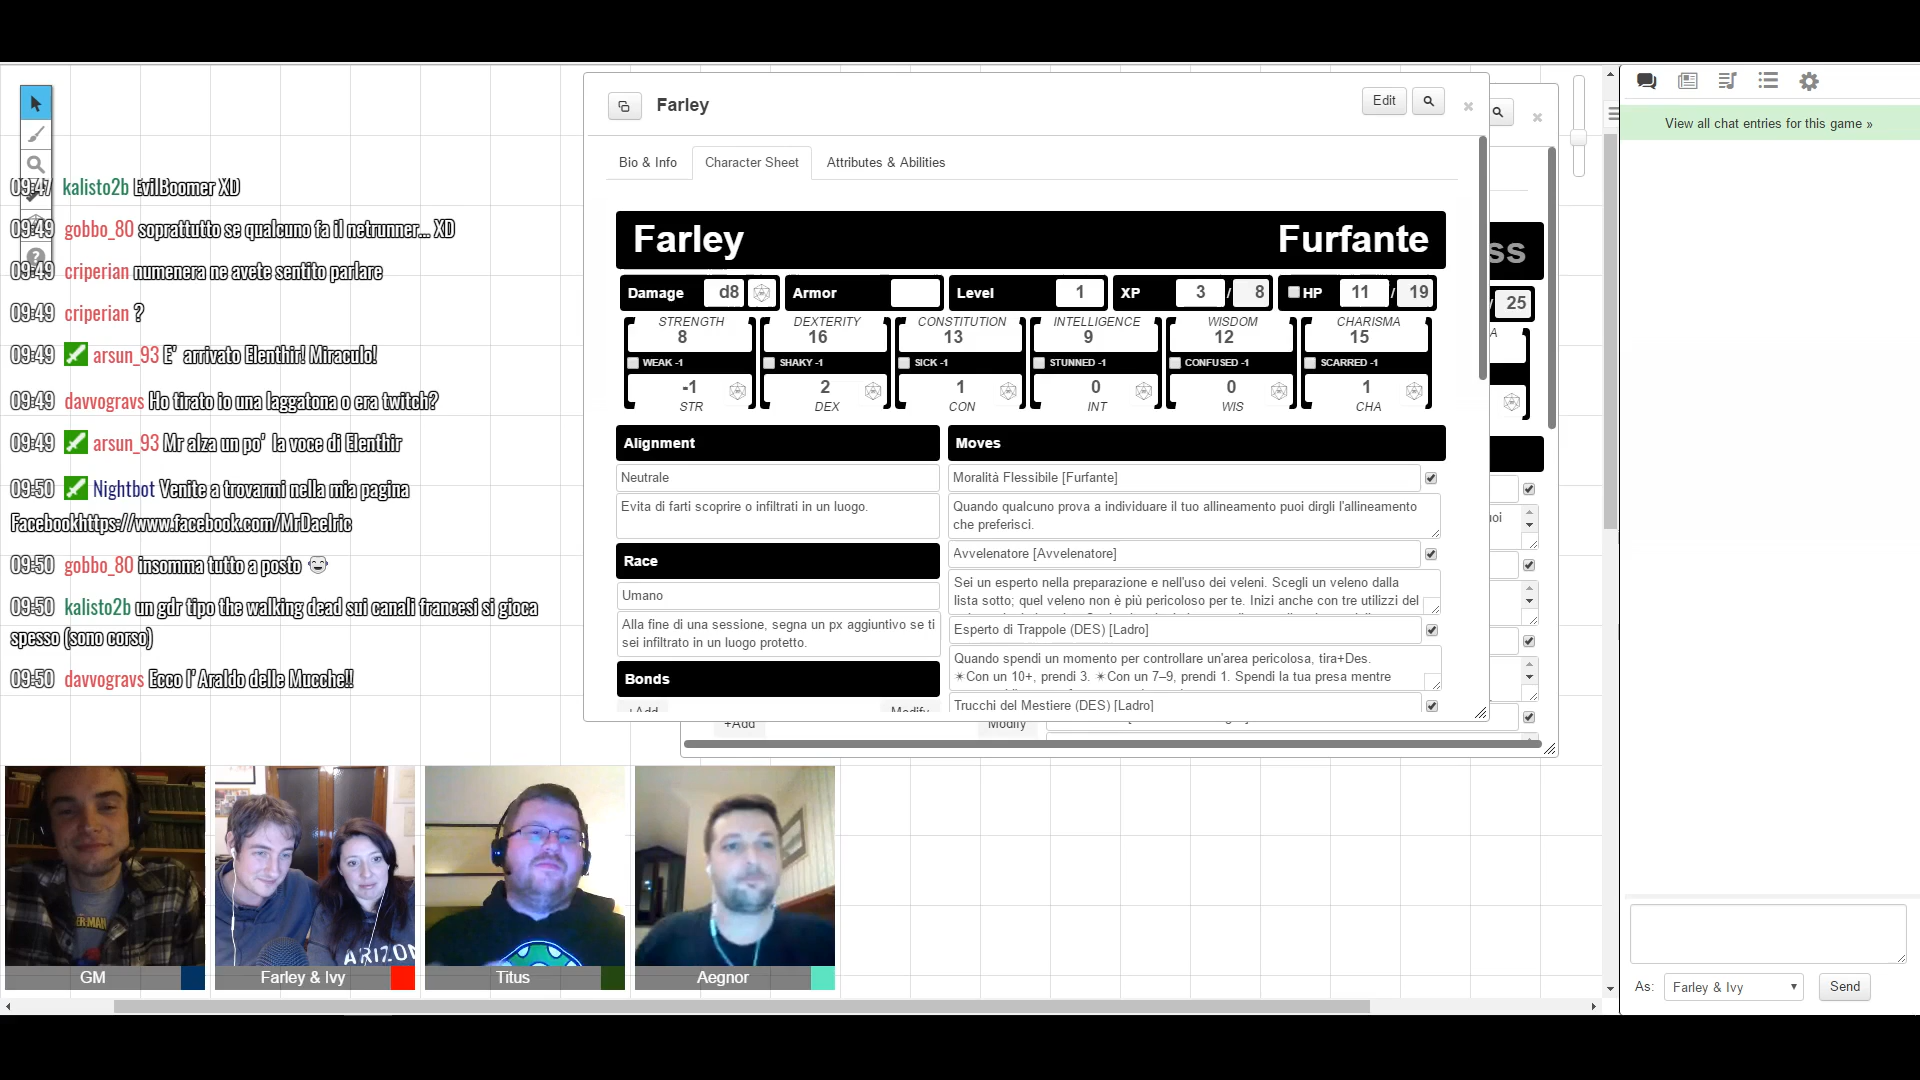 Farley
Edit
Bio & Info
Character Sheet
Attributes & Abilities
View all chat entries for this game »
Farley
Furfante
ss
Damage d8
Armor
Level 1
XP 3 / 8
HP 11 / 19
/ 25
STRENGTH
8
WEAK -1
-1
STR
DEXTERITY
16
SHAKY -1
2
DEX
CONSTITUTION
13
SICK -1
1
CON
INTELLIGENCE
9
STUNNED -1
0
INT
WISDOM
12
CONFUSED -1
0
WIS
CHARISMA
15
SCARRED -1
1
CHA
A
Alignment
Neutrale
Evita di farti scoprire o infiltrati in un luogo.
Race
Umano
Alla fine di una sessione, segna un px aggiuntivo se ti
sei infiltrato in un luogo protetto.
Bonds
+Add
Modify
Moves
Moralità Flessibile [Furfante]
Quando qualcuno prova a individuare il tuo allineamento puoi dirgli l'allineamento
che preferisci.
Avvelenatore [Avvelenatore]
Sei un esperto nella preparazione e nell'uso dei veleni. Scegli un veleno dalla
lista sotto; quel veleno non è più pericoloso per te. Inizi anche con tre utilizzi del
Esperto di Trappole (DES) [Ladro]
Quando spendi un momento per controllare un'area pericolosa, tira+Des.
✶Con un 10+, prendi 3. ✶Con un 7–9, prendi 1. Spendi la tua presa mentre
Trucchi del Mestiere (DES) [Ladro]
+Add
Modify
09:47 kalisto2b EvilBoomer XD
09:49 gobbo_80 soprattutto se qualcuno fa il netrunner... XD
09:49 criperian numenera ne avete sentito parlare
09:49 criperian ?
09:49 arsun_93 E' arrivato Elenthir! Miraculo!
09:49 davvogravs Ho tirato io una laggatona o era twitch?
09:49 arsun_93 Mr alza un po' la voce di Elenthir
09:50 Nightbot Venite a trovarmi nella mia pagina
Facebookhttps://www.facebook.com/MrDaelric
09:50 gobbo_80 insomma tutto a posto
09:50 kalisto2b un gdr tipo the walking dead sui canali francesi si gioca
spesso (sono corso)
09:50 davvogravs Ecco l'Araldo delle Mucche!!
ARIZON
GM
Farley & Ivy
Titus
Aegnor
As: Farley & Ivy
Send